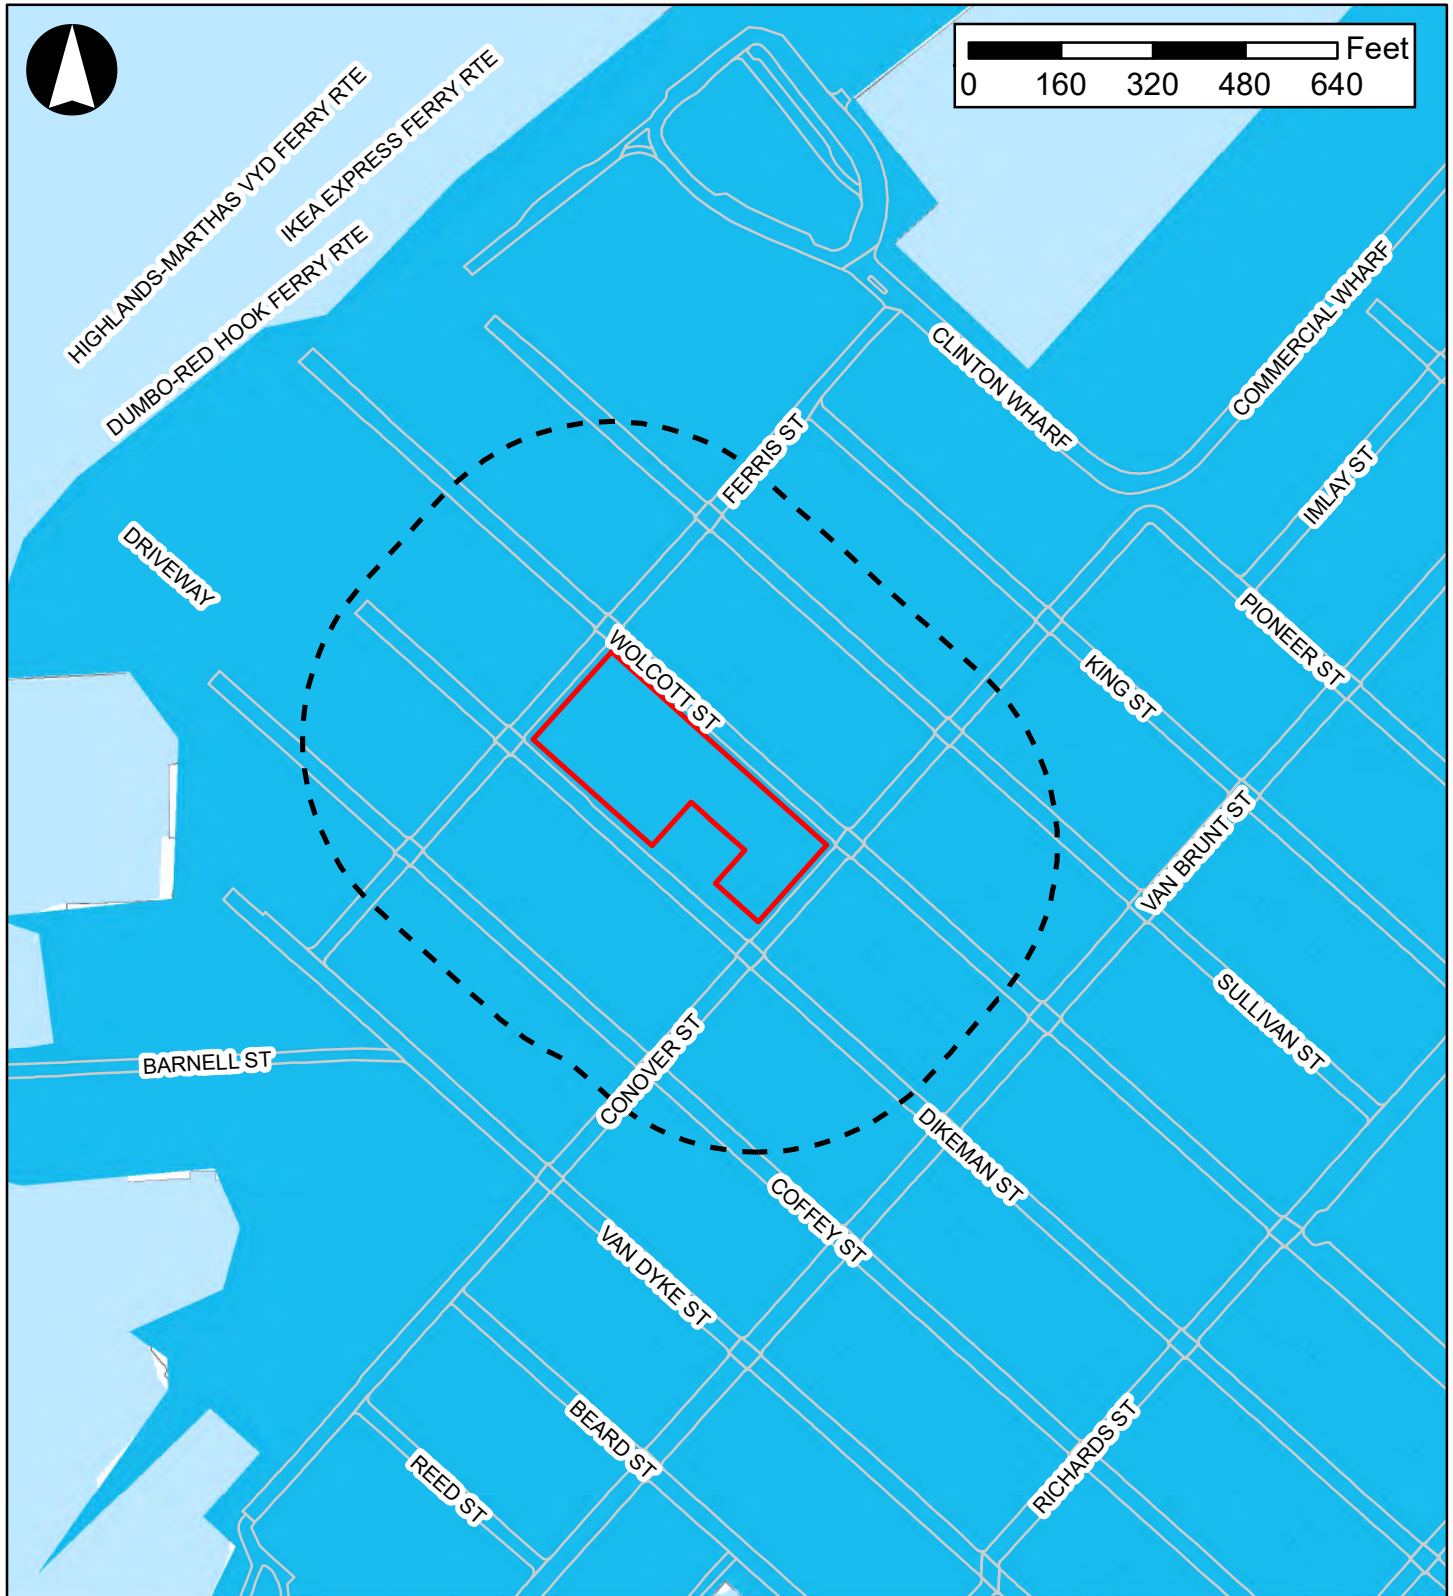 Feet
0 160 320 480 640
HIGHLANDS-MARTHAS VYD FERRY RTE
IKEA EXPRESS FERRY RTE
DUMBO-RED HOOK FERRY RTE
COMMERCIAL WHARF
CLINTON WHARF
FERRIS ST
IMLAY ST
DRIVEWAY
PIONEER ST
WOLCOTT ST
KING ST
VAN BRUNT ST
SULLIVAN ST
BARNELL ST
CONOVER ST
DIKEMAN ST
COFFEY ST
VAN DYKE ST
BEARD ST
RICHARDS ST
REED ST